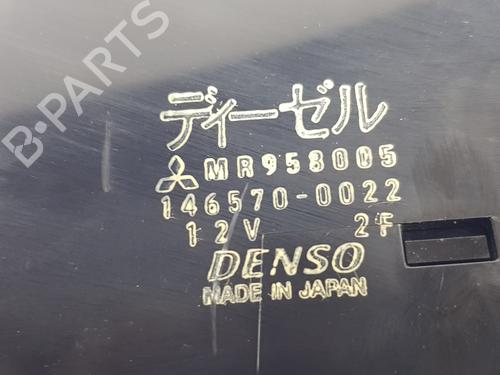 B-PARTS
ディーゼル
MR958005
146570-0022
12V 2F
DENSO
MADE IN JAPAN